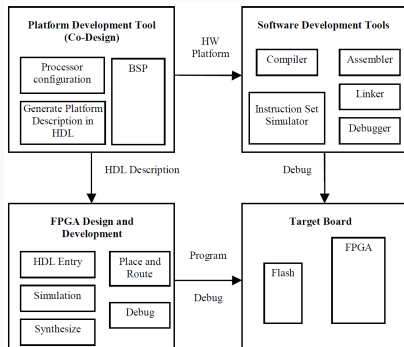 Platform Development Tool
(Co-Design)
Processor
configuration
BSP
Generate Platform
Description in
HDL
HW
Platform
Software Development Tools
Compiler
Assembler
Instruction Set
Simulator
Linker
Debugger
HDL Description
Debug
FPGA Design and
Development
HDL Entry
Place and
Route
Simulation
Debug
Synthesize
Program
Debug
Target Board
FPGA
Flash